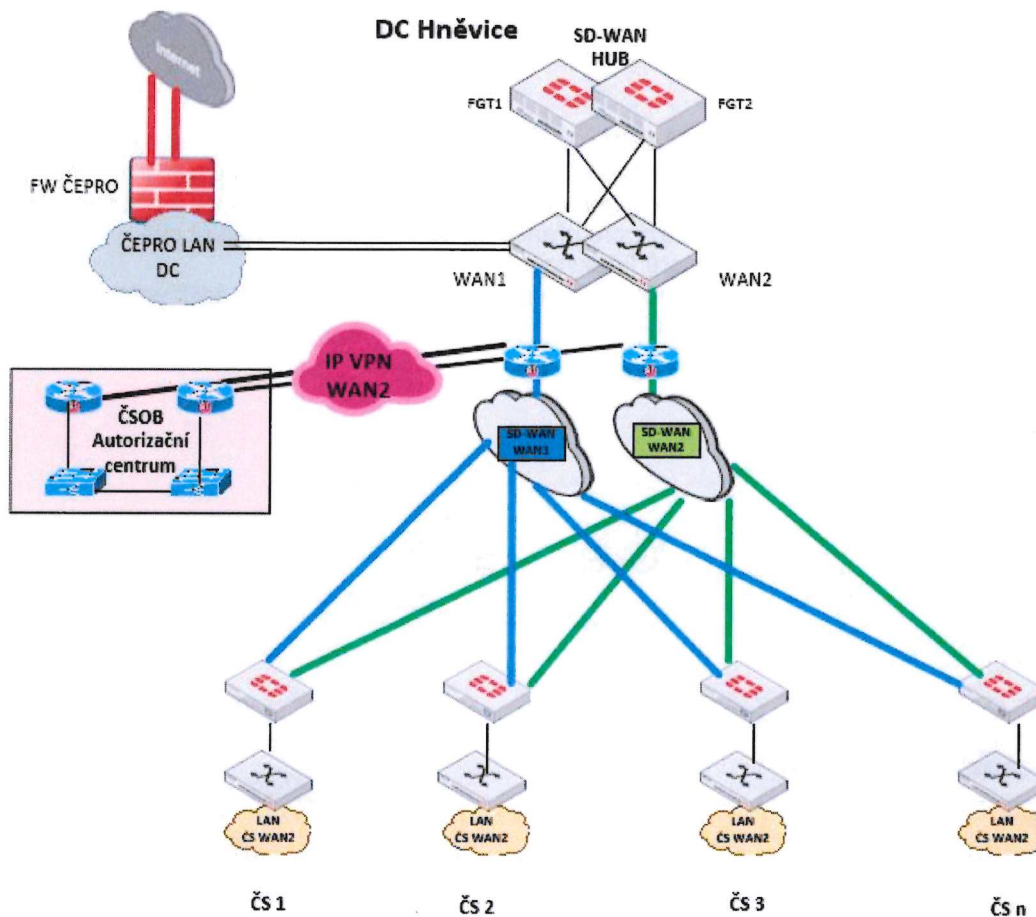 DC Hněvice
SD-WAN
HUB
Internet
FGT1
FGT2
FW ČEPRO
ČEPRO LAN
DC
WAN1
WAN2
IP VPN
WAN2
ČSOB
Autorizační
centrum
SD-WAN
WAN1
SD-WAN
WAN2
LAN
ČS WAN2
LAN
ČS WAN2
LAN
ČS WAN2
LAN
ČS WAN2
ČS 1
ČS 2
ČS 3
ČS n